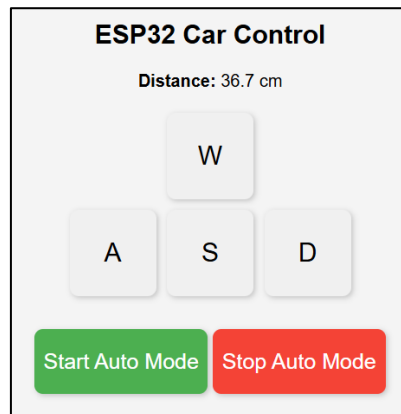 ESP32 Car Control
Distance: 36.7 cm
W
A S D
Start Auto Mode Stop Auto Mode